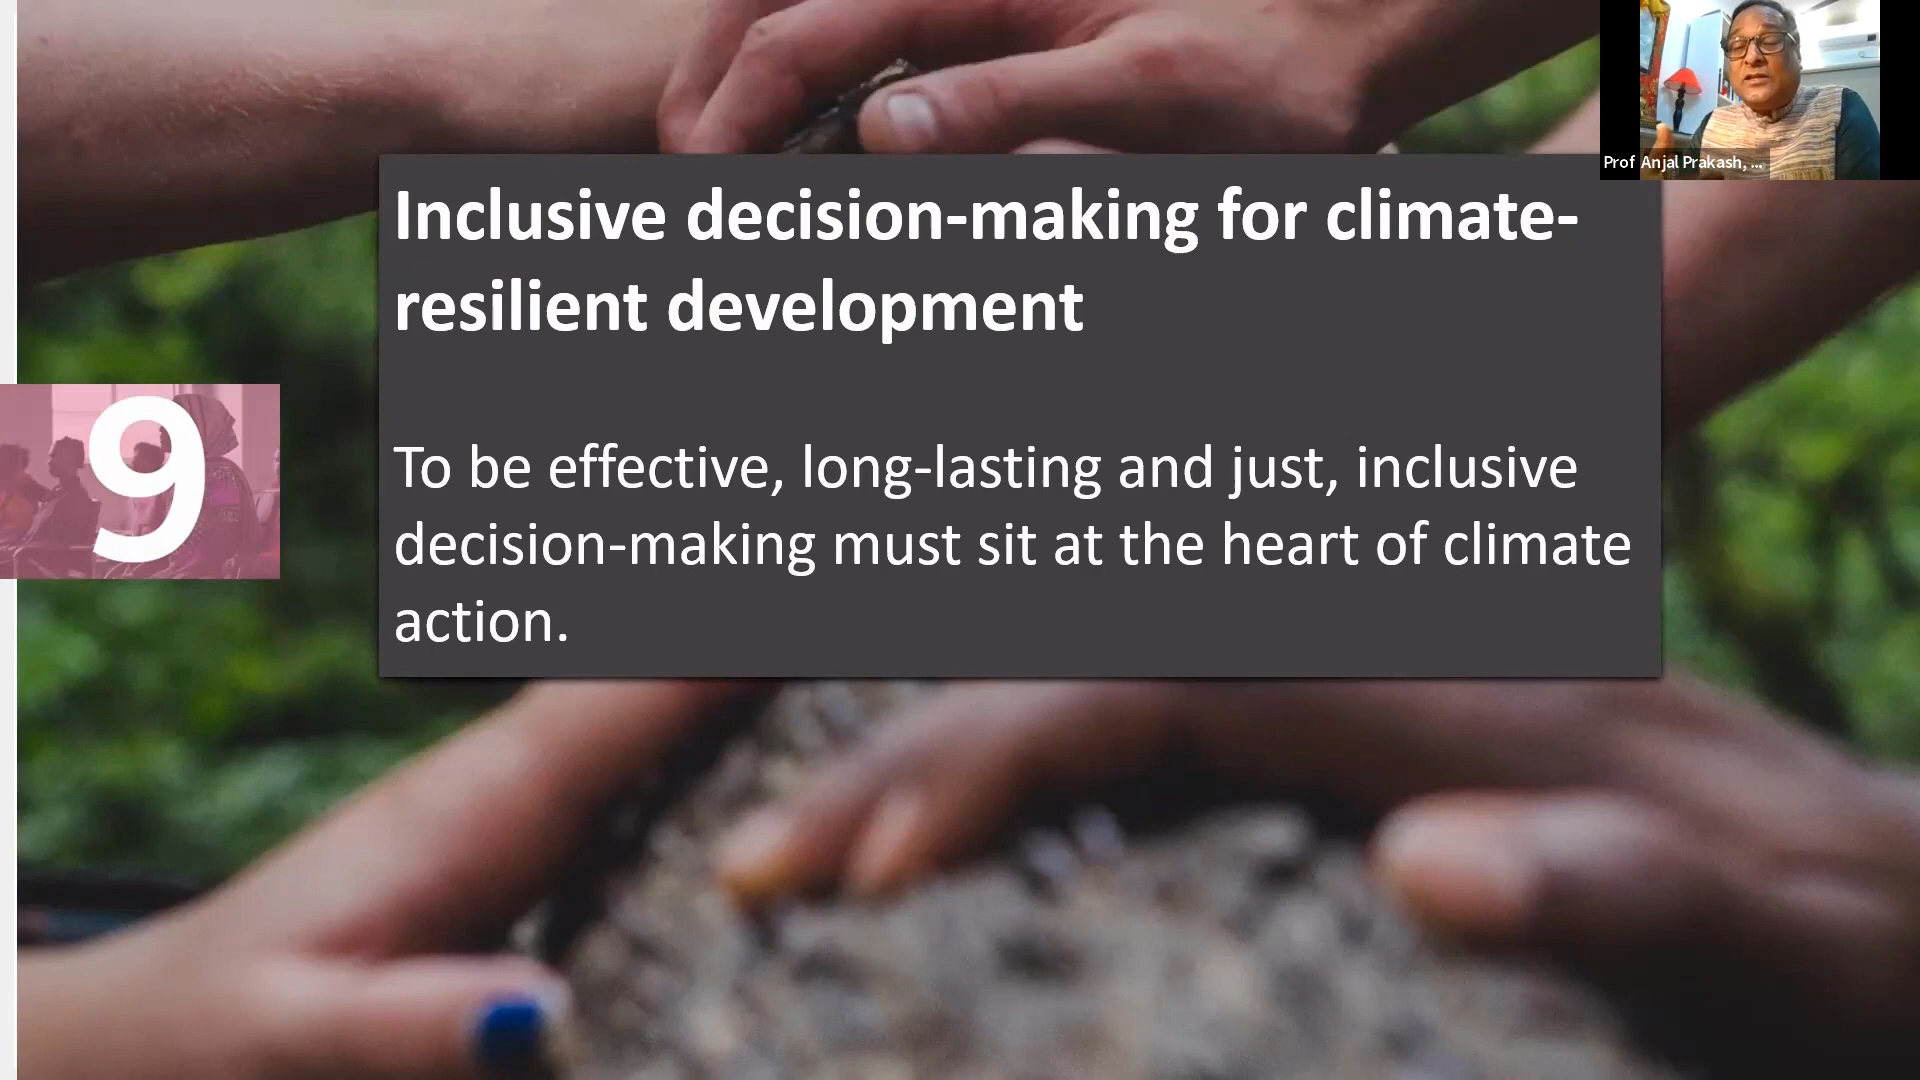 Prof Anjal Prakash, ...
Inclusive decision-making for climate-
resilient development
9
To be effective, long-lasting and just, inclusive
decision-making must sit at the heart of climate
action.